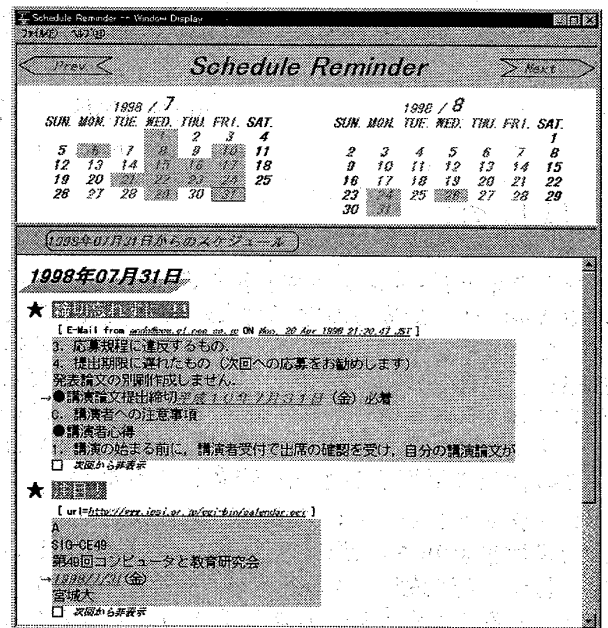 Schedule Reminder -- Window Display
ファイル(F) ヘルプ(H)
Prev
Schedule Reminder
Next
1998 / 7
SUN. MON. TUE. WED. THU. FRI. SAT.
1 2 3 4
5 6 7 8 9 10 11
12 13 14 15 16 17 18
19 20 21 22 23 24 25
26 27 28 29 30 31
1998 / 8
SUN. MON. TUE. WED. THU. FRI. SAT.
1
2 3 4 5 6 7 8
9 10 11 12 13 14 15
16 17 18 19 20 21 22
23 24 25 26 27 28 29
30 31
1998年07月31日からのスケジュール
1998年07月31日
★ 締切忘れずに!!
[ E-Mail from ON Mon, 20 Apr 1998 21:20:47 JST ]
3. 応募規程に違反するもの.
4. 提出期限に遅れたもの(次回への応募をお勧めします)
発表論文の別刷作成しません.
→●講演論文提出締切平成10年7月31日(金)必着
C. 講演者への注意事項
●講演者心得
1. 講演の始まる前に,講演者受付で出席の確認を受け,自分の講演論文が
□ 次回から非表示
★ 注目!
[ url=http://www.ipsj.or.jp/cgi-bin/calendar.cgi ]
A
SIG-CE49
第49回コンピュータと教育研究会
→1998/7/31(金)
宮城大
□ 次回から非表示